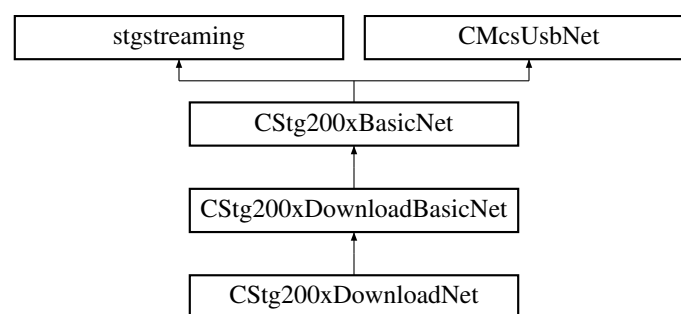 stgstreaming
CMcsUsbNet
CStg200xBasicNet
CStg200xDownloadBasicNet
CStg200xDownloadNet